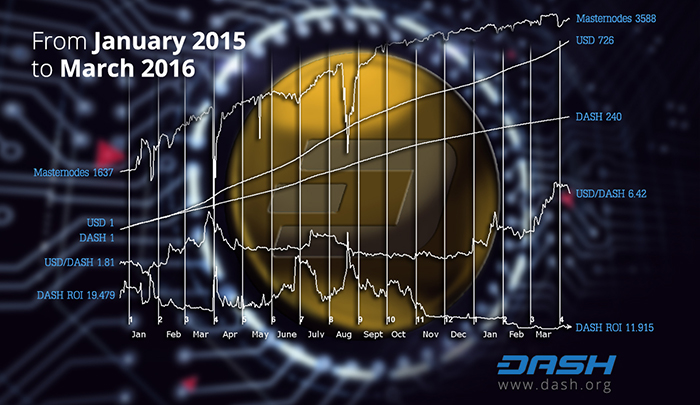 From January 2015
to March 2016
Masternodes 3588
USD 726
DASH 240
Masternodes 1637
USD/DASH 6.42
USD 1
DASH 1
USD/DASH 1.81
DASH ROI 19.479
1 2 3 4 5 6 7 8 9 10 11 12 1 2 3 4
Jan Feb Mar Apr May June July Aug Sept Oct Nov Dec Jan Feb Mar
DASH ROI 11.915
DASH
www.dash.org